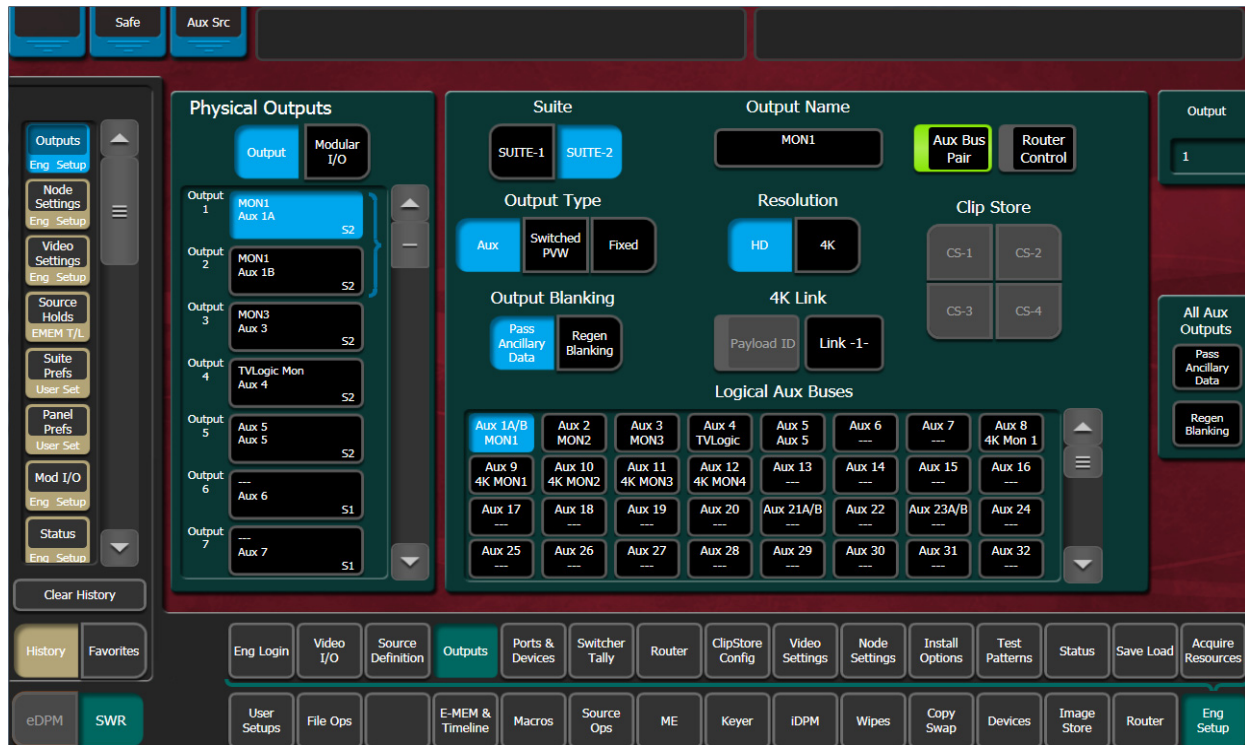 Safe
Aux Src
Outputs
Eng Setup
Node
Settings
Eng Setup
Video
Settings
Eng Setup
Source
Holds
EMEM T/L
Suite
Prefs
User Set
Panel
Prefs
User Set
Mod I/O
Eng Setup
Status
Eng Setup
Clear History
History
Favorites
eDPM
SWR
Physical Outputs
Output
Modular
I/O
Output
1
MON1
Aux 1A
S2
Output
2
MON1
Aux 1B
S2
Output
3
MON3
Aux 3
S2
Output
4
TVLogic Mon
Aux 4
S2
Output
5
Aux 5
Aux 5
S2
Output
6
---
Aux 6
S1
Output
7
---
Aux 7
S1
Suite
SUITE-1
SUITE-2
Output Name
MON1
Aux Bus
Pair
Router
Control
Output Type
Aux
Switched
PVW
Fixed
Resolution
HD
4K
Clip Store
CS-1
CS-2
CS-3
CS-4
Output Blanking
Pass
Ancillary
Data
Regen
Blanking
4K Link
Payload ID
Link -1-
Logical Aux Buses
Aux 1A/B
MON1
Aux 2
MON2
Aux 3
MON3
Aux 4
TVLogic
Aux 5
Aux 5
Aux 6
---
Aux 7
---
Aux 8
4K Mon 1
Aux 9
4K MON1
Aux 10
4K MON2
Aux 11
4K MON3
Aux 12
4K MON4
Aux 13
---
Aux 14
---
Aux 15
---
Aux 16
---
Aux 17
---
Aux 18
---
Aux 19
---
Aux 20
---
Aux 21A/B
---
Aux 22
---
Aux 23A/B
---
Aux 24
---
Aux 25
---
Aux 26
---
Aux 27
---
Aux 28
---
Aux 29
---
Aux 30
---
Aux 31
---
Aux 32
---
Output
1
All Aux
Outputs
Pass
Ancillary
Data
Regen
Blanking
Eng Login
Video
I/O
Source
Definition
Outputs
Ports &
Devices
Switcher
Tally
Router
ClipStore
Config
Video
Settings
Node
Settings
Install
Options
Test
Patterns
Status
Save Load
Acquire
Resources
User
Setups
File Ops
E-MEM &
Timeline
Macros
Source
Ops
ME
Keyer
iDPM
Wipes
Copy
Swap
Devices
Image
Store
Router
Eng
Setup